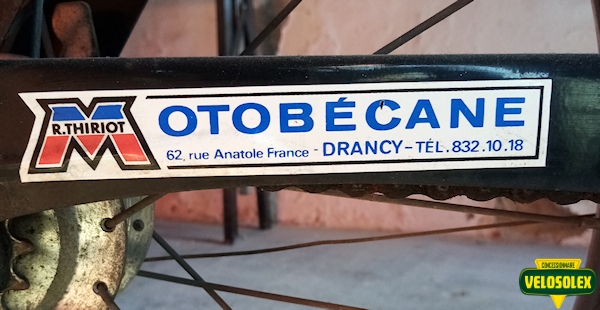 MOTOBÉCANE
R.THIRIOT
62, rue Anatole France - DRANCY-TÉL.832.10.18
CONCESSIONNAIRE
VELOSOLEX